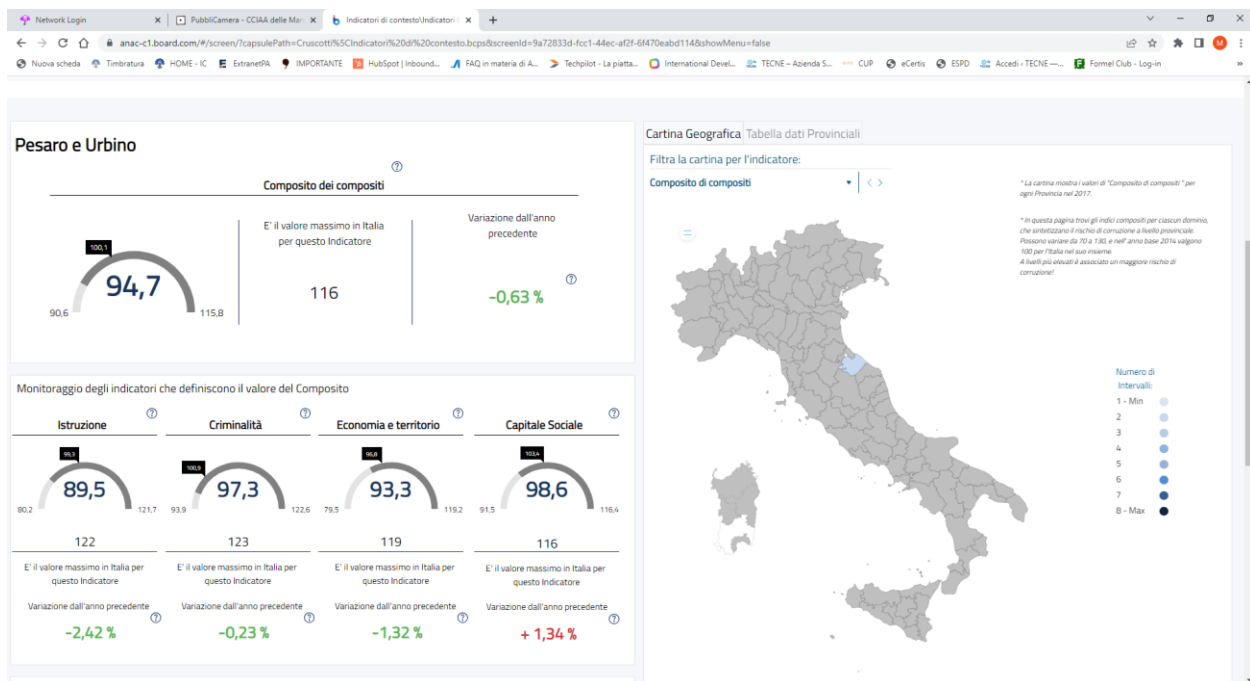 Network Login
PubbliCamera - CCIAA delle Mar
Indicatori di contesto\Indicatori
anac-c1.board.com/#/screen/?capsulePath=Cruscotti%5CIndicatori%20di%20contesto.bcps&screenId=9a72833d-fcc1-44ec-af2f-6f470eabd114&showMenu=false
M
Nuova scheda
Timbratura
HOME - IC
ExtranetPA
IMPORTANTE
HubSpot | Inbound...
FAQ in materia di A...
Techpilot - La piatta...
International Devel...
TECNE – Azienda S...
CUP
eCertis
ESPD
Accedi ‹ TECNE —...
Formel Club - Log-in
»
Pesaro e Urbino
Composito dei compositi
100,1
94,7
90,6
115,8
E' il valore massimo in Italia
per questo Indicatore
116
Variazione dall'anno
precedente
-0,63 %
Monitoraggio degli indicatori che definiscono il valore del Composito
Istruzione
99,3
89,5
80,2
121,7
122
E' il valore massimo in Italia per
questo Indicatore
Variazione dall'anno precedente
-2,42 %
Criminalità
100,9
97,3
93,9
122,6
123
E' il valore massimo in Italia per
questo Indicatore
Variazione dall'anno precedente
-0,23 %
Economia e territorio
96,8
93,3
79,5
119,2
119
E' il valore massimo in Italia per
questo Indicatore
Variazione dall'anno precedente
-1,32 %
Capitale Sociale
103,4
98,6
91,5
116,4
116
E' il valore massimo in Italia per
questo Indicatore
Variazione dall'anno precedente
+ 1,34 %
Cartina Geografica
Tabella dati Provinciali
Filtra la cartina per l'indicatore:
Composito di compositi
* La cartina mostra i valori di "Composito di compositi " per
ogni Provincia nel 2017.
* In questa pagina trovi gli indici compositi per ciascun dominio,
che sintetizzano il rischio di corruzione a livello provinciale.
Possono variare da 70 a 130, e nell' anno base 2014 valgono
100 per l'Italia nel suo insieme.
A livelli più elevati è associato un maggiore rischio di
corruzione!
Numero di
Intervalli:
1 - Min
2
3
4
5
6
7
8 - Max